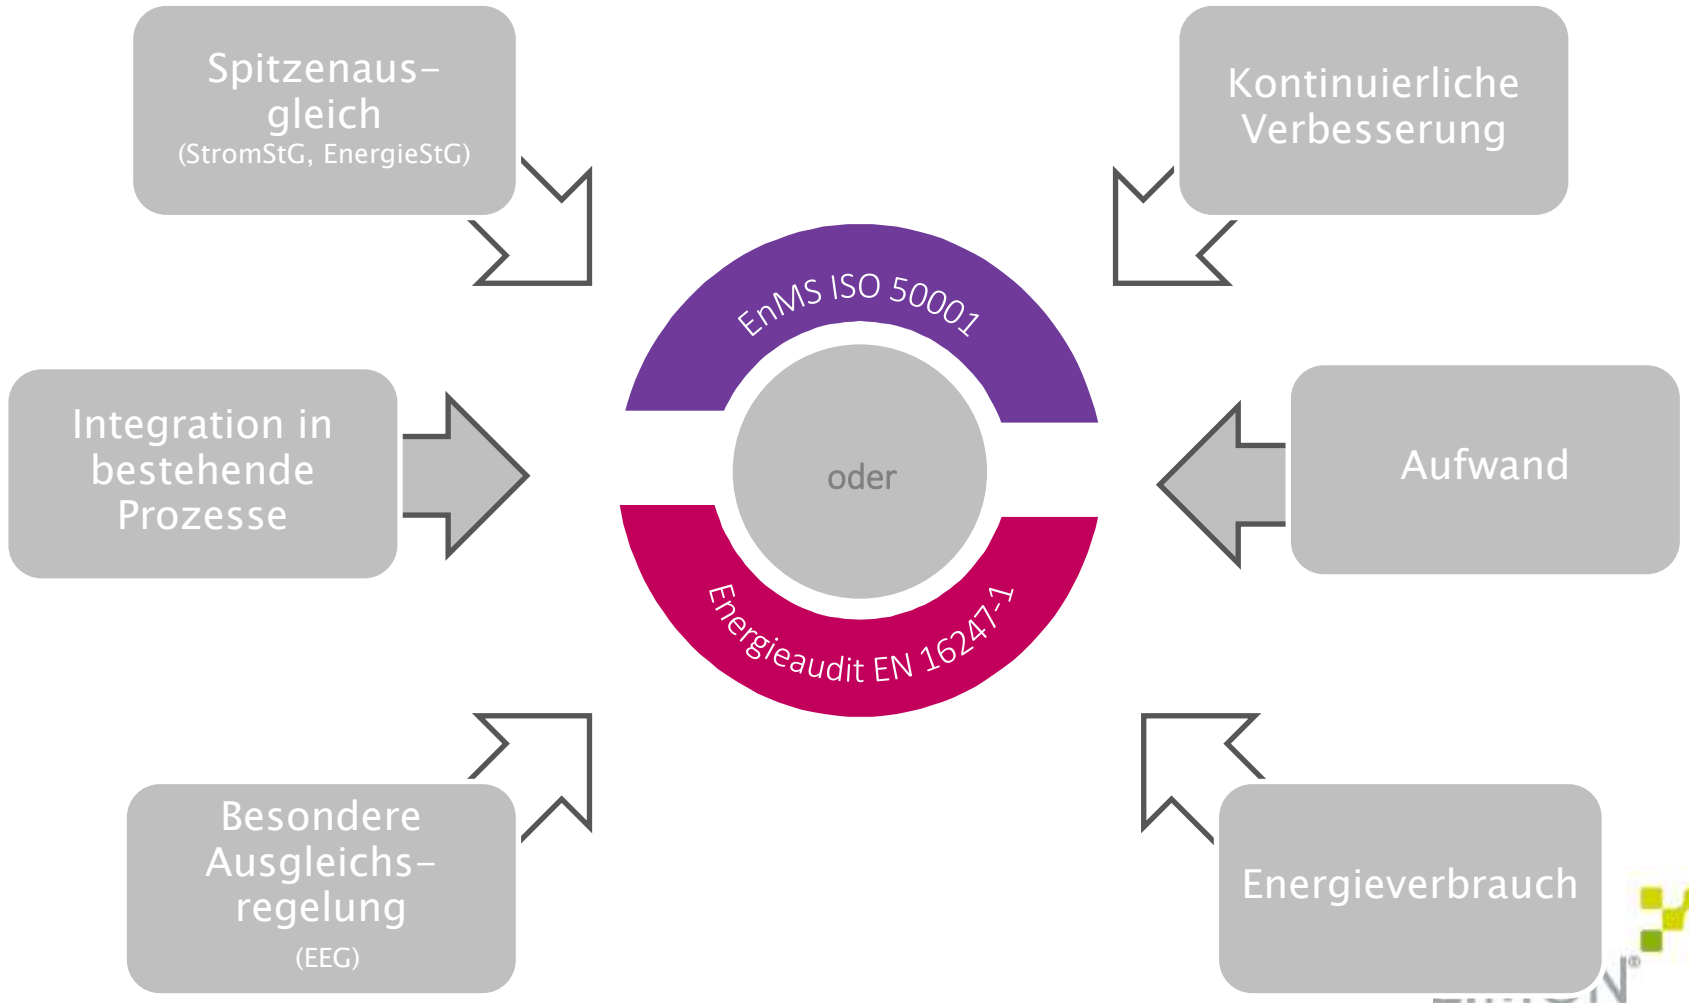 Spitzenaus-
gleich
(StromStG, EnergieStG)
Kontinuierliche
Verbesserung
EnMS ISO 50001
Integration in
bestehende
Prozesse
oder
Aufwand
Energieaudit EN 16247-1
Besondere
Ausgleichs-
regelung
(EEG)
Energieverbrauch